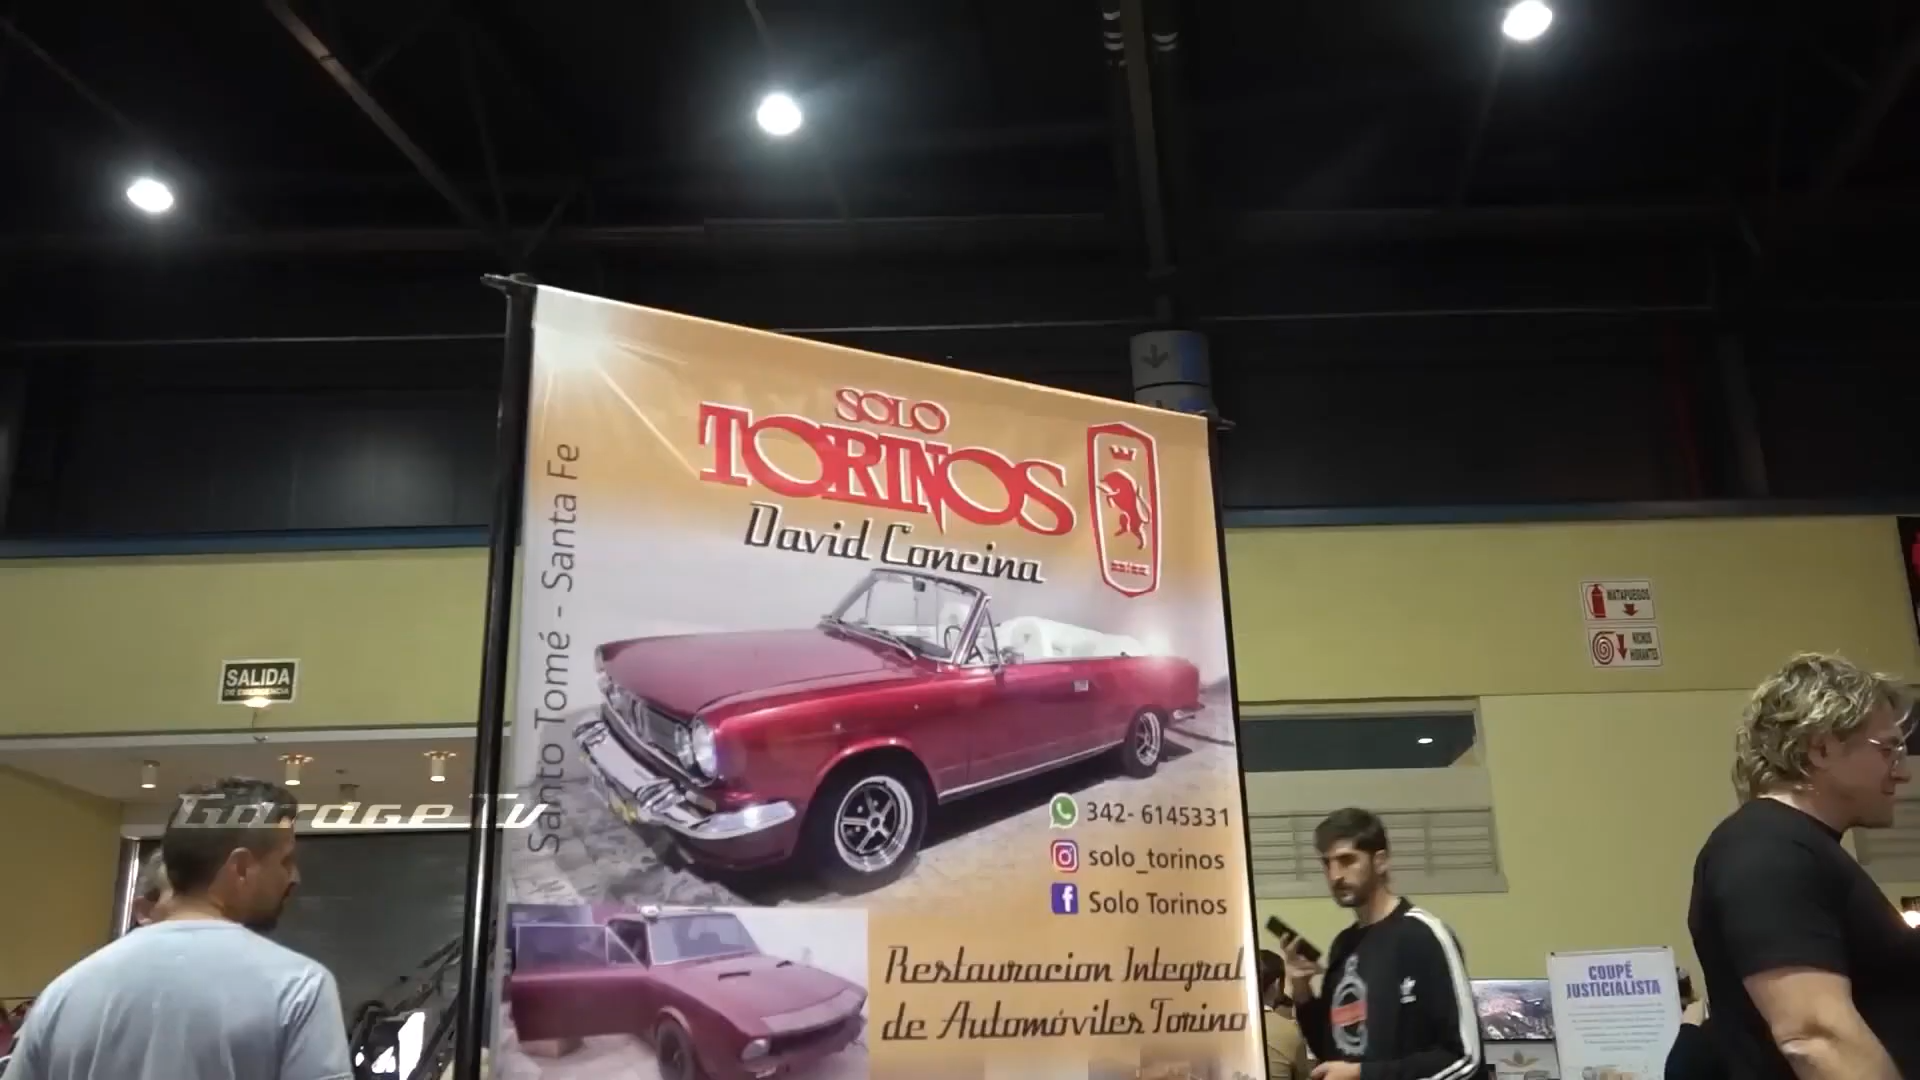 SOLO
TORINOS
David Concina
Santo Tomé - Santa Fe
342- 6145331
solo_torinos
Solo Torinos
Restauracion Integral
de Automóviles Torino
SALIDA
DE EMERGENCIA
Garage Tv
MATAFUEGOS
NICHOS
HIDRANTES
COUPÉ
JUSTICIALISTA